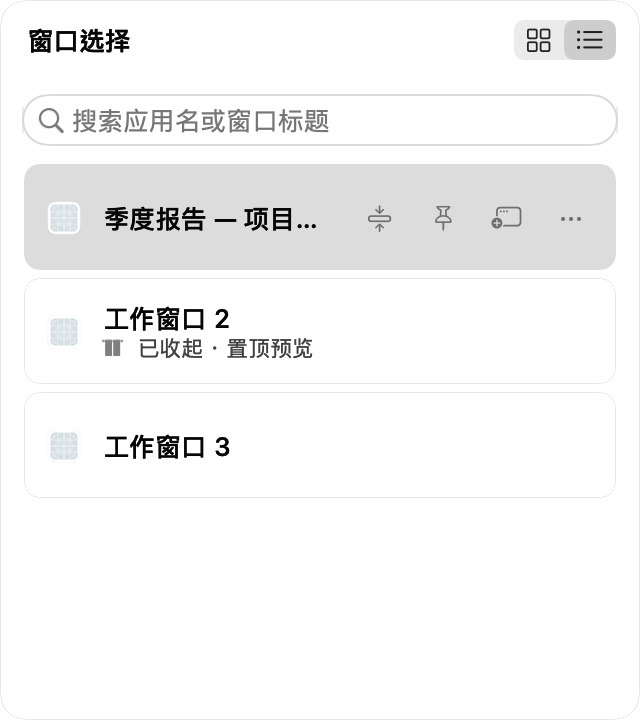 窗口选择
搜索应用名或窗口标题
季度报告 — 项目...
工作窗口 2
已收起 · 置顶预览
工作窗口 3